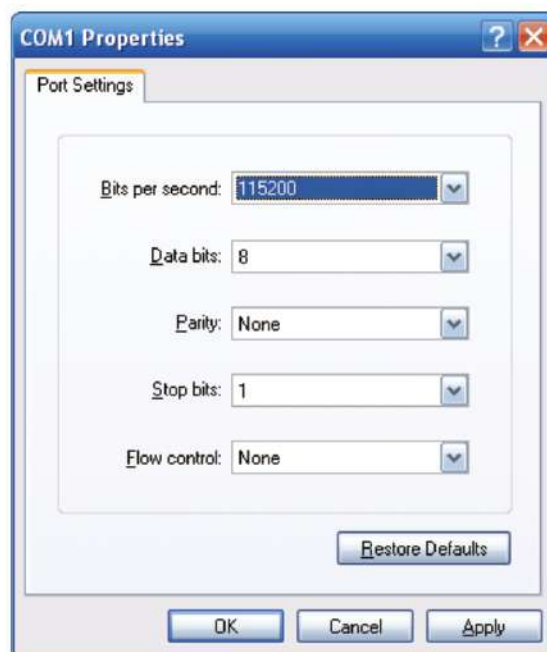 COM1 Properties
Port Settings
Bits per second: 115200
Data bits: 8
Parity: None
Stop bits: 1
Flow control: None
Restore Defaults
OK Cancel Apply